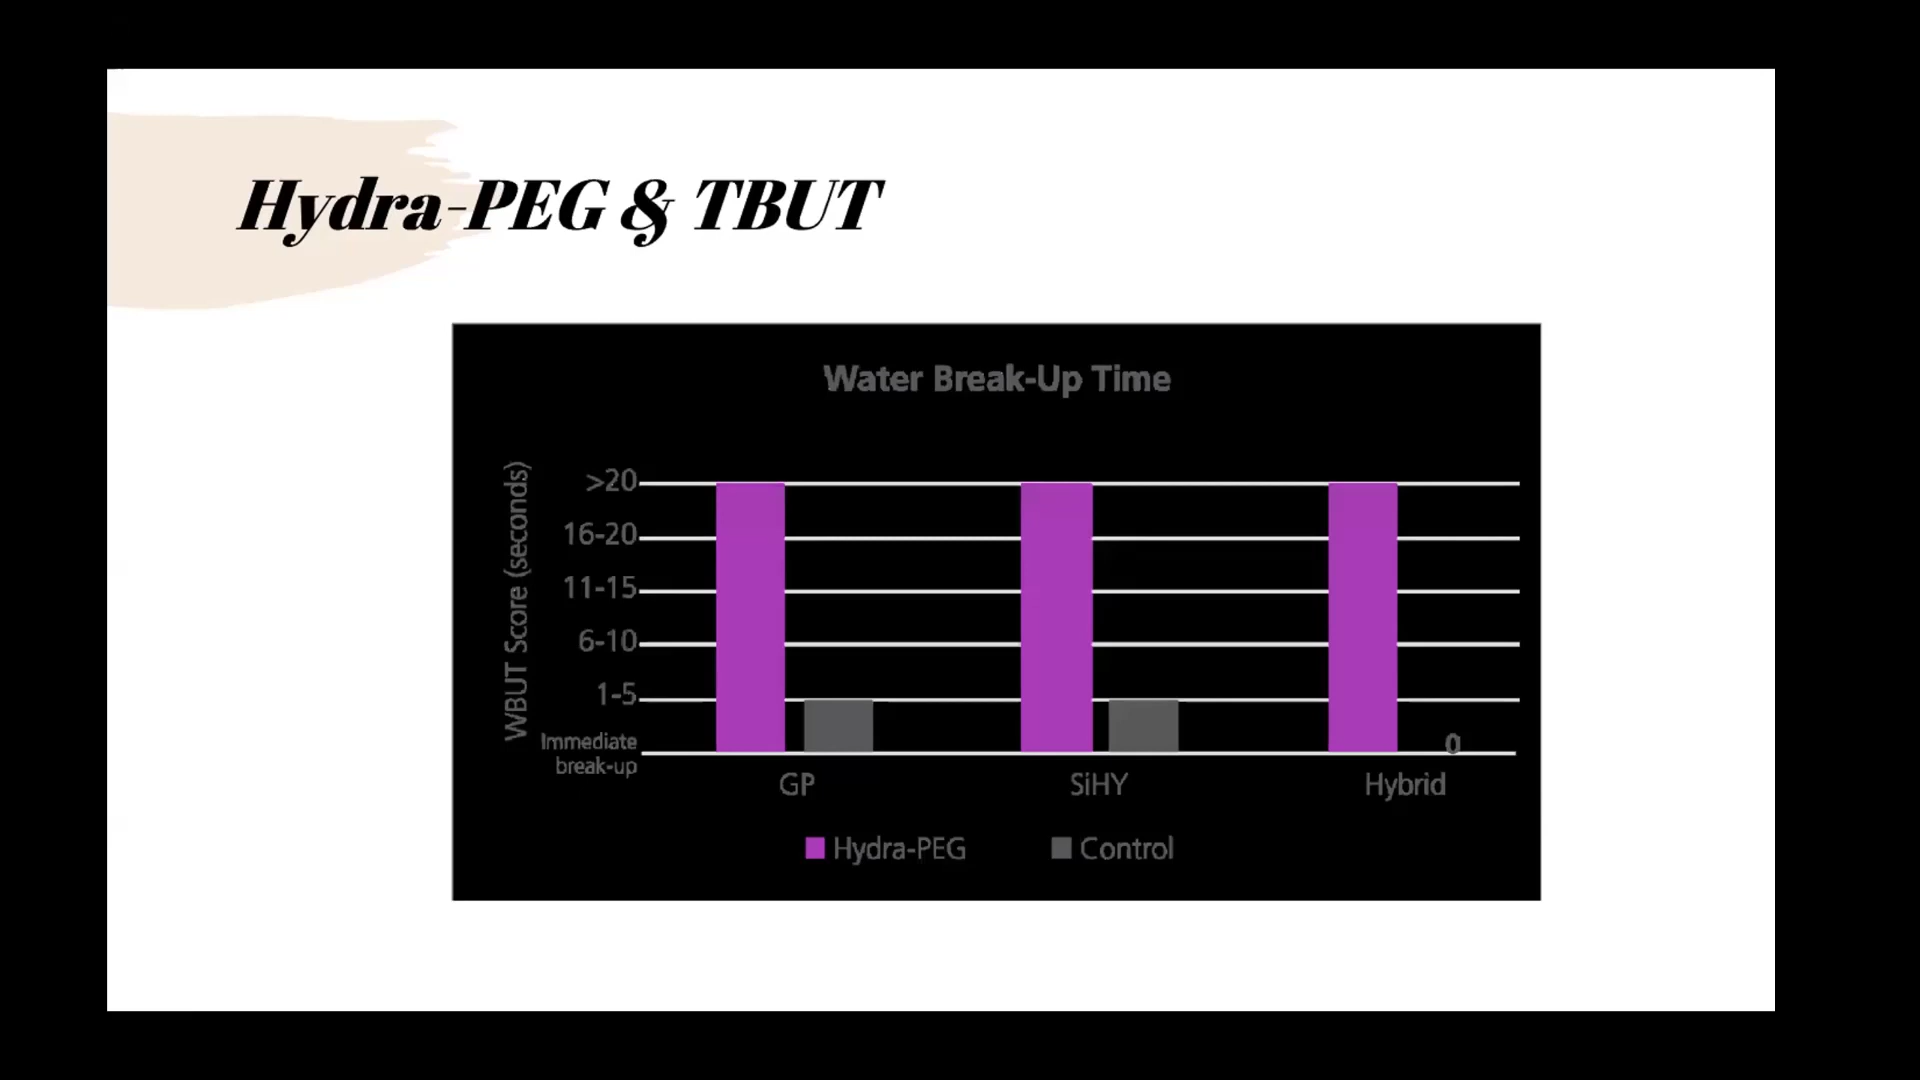 Hydra-PEG & TBUT
Water Break-Up Time
WBUT Score (seconds)
>20
16-20
11-15
6-10
1-5
Immediate
break-up
0
GP
SiHY
Hybrid
Hydra-PEG
Control